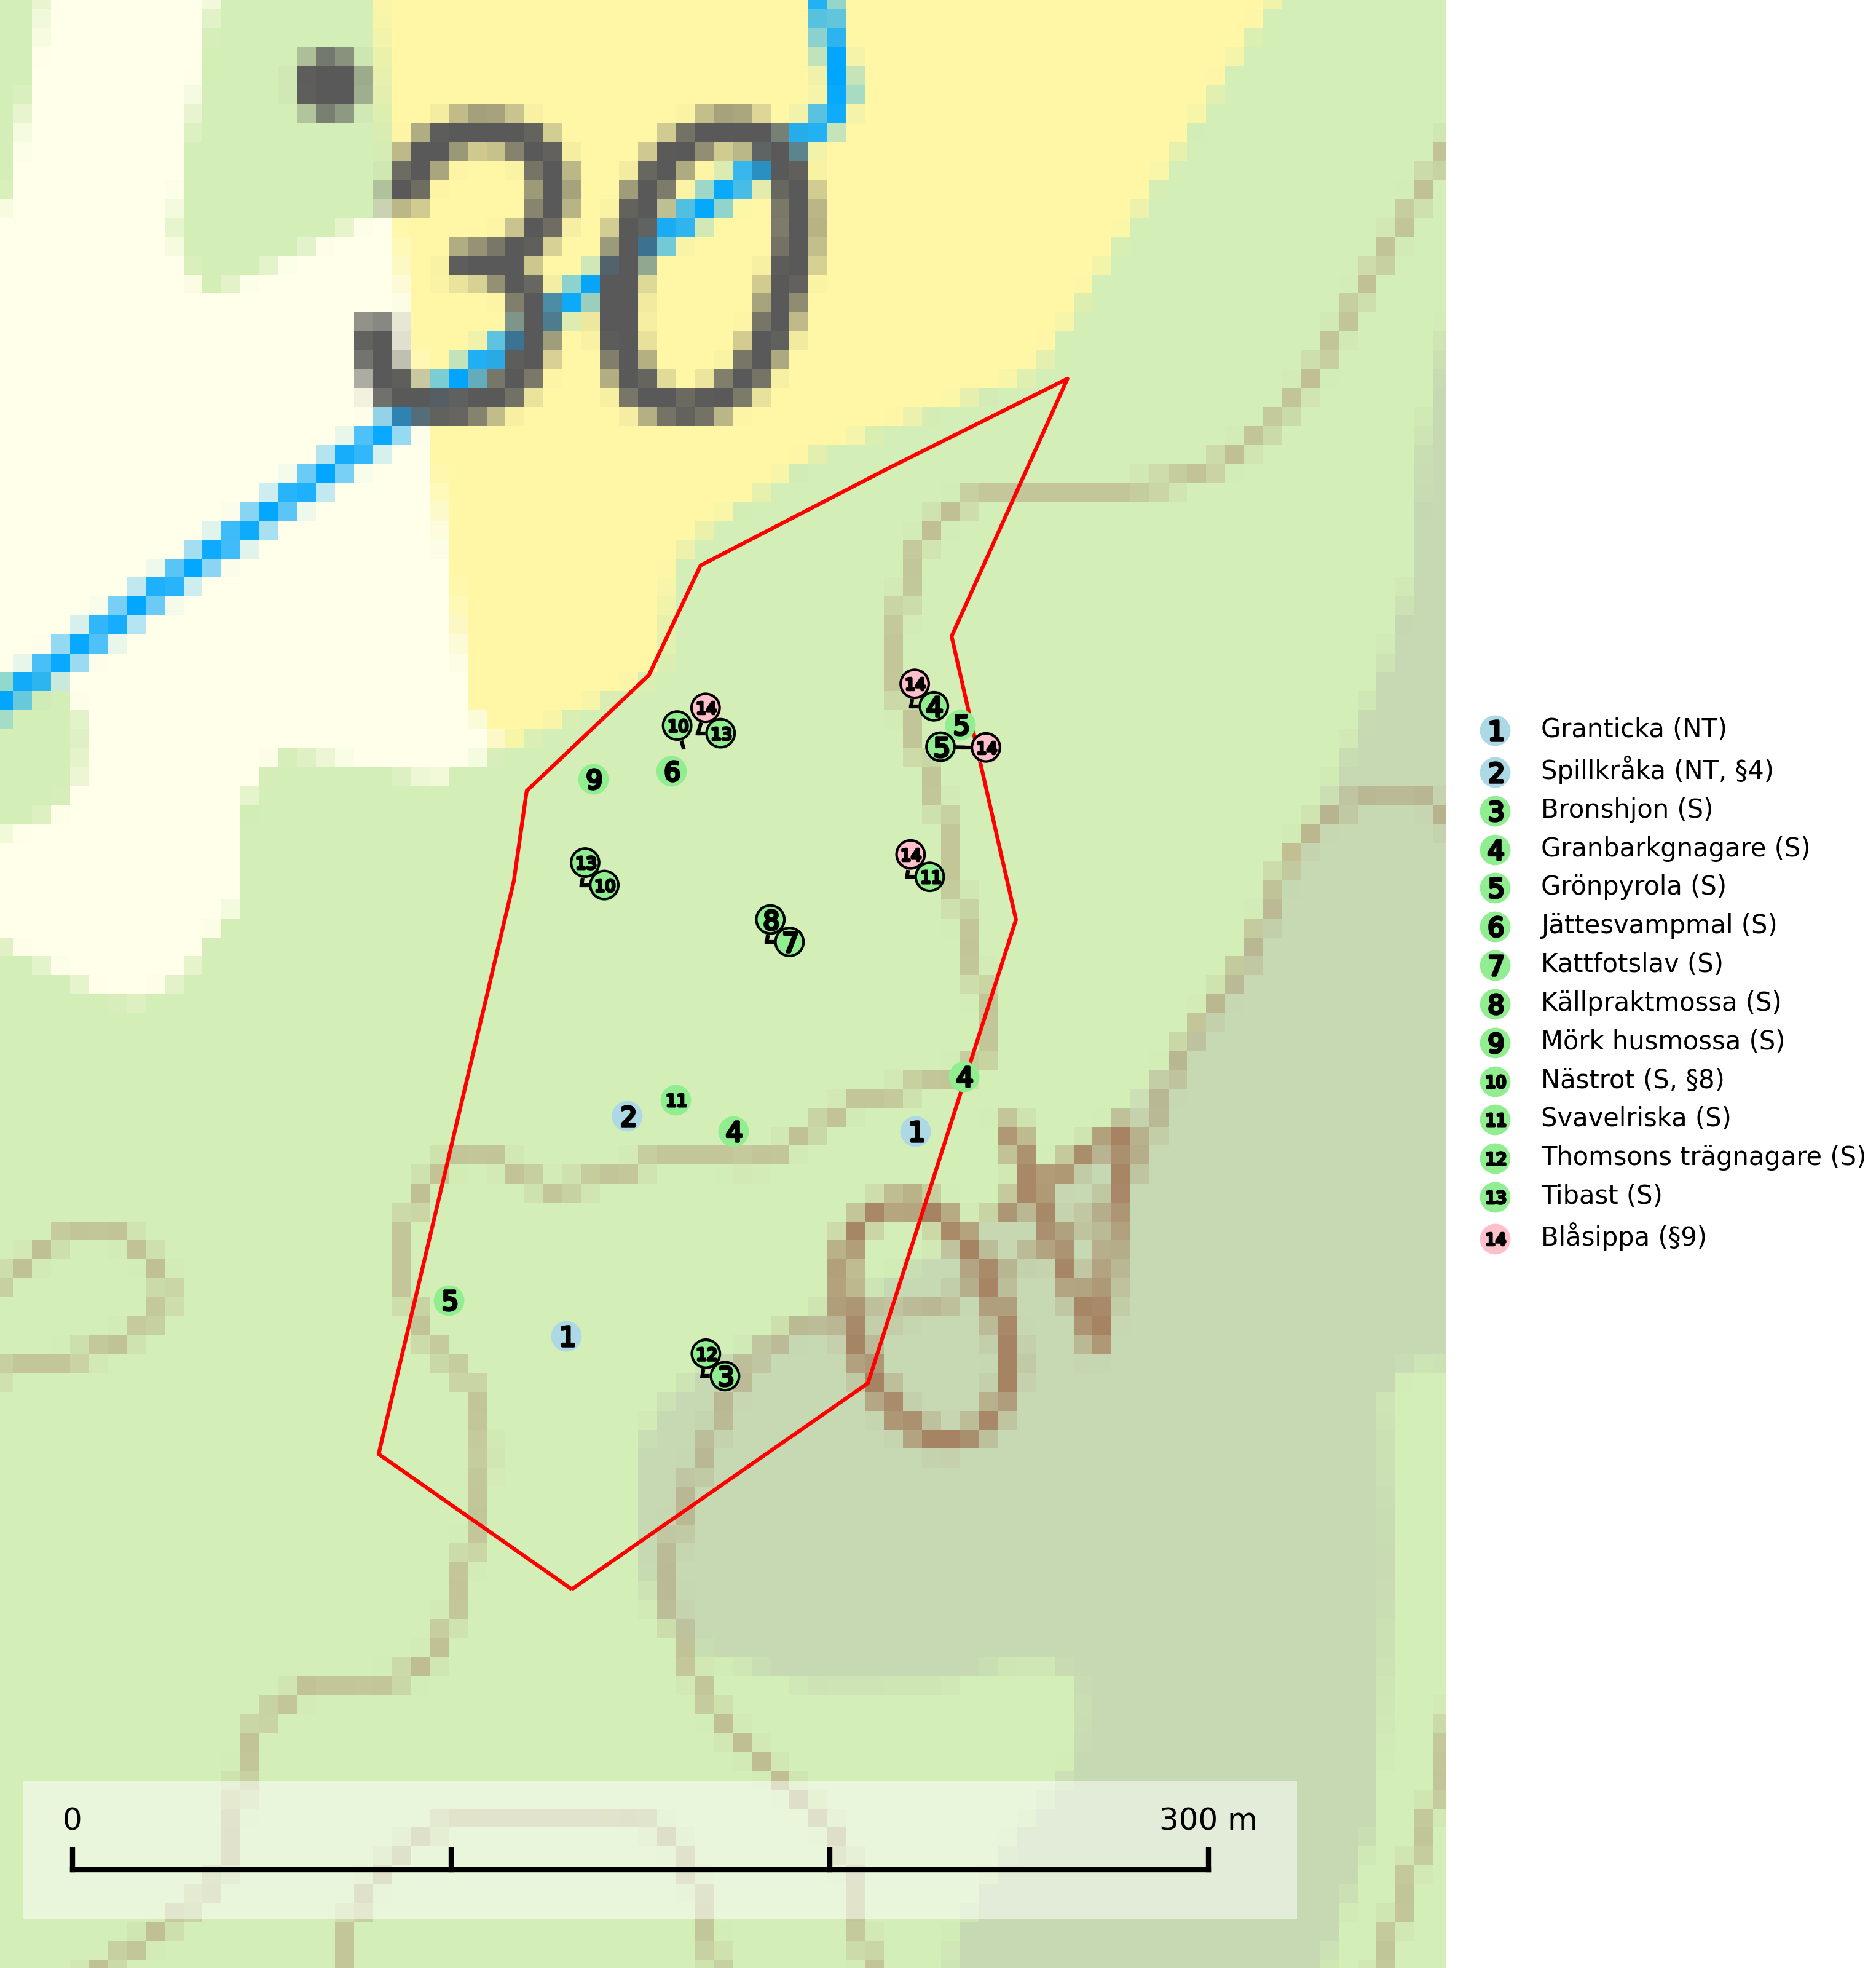 30
14
10
13
9
6
14
4
5
5
14
13
10
14
11
8
7
4
2
11
4
1
5
1
12
3
0 300 m
1 Granticka (NT)
2 Spillkråka (NT, §4)
3 Bronshjon (S)
4 Granbarkgnagare (S)
5 Grönpyrola (S)
6 Jättesvampmal (S)
7 Kattfotslav (S)
8 Källpraktmossa (S)
9 Mörk husmossa (S)
10 Nästrot (S, §8)
11 Svavelriska (S)
12 Thomsons trägnagare (S)
13 Tibast (S)
14 Blåsippa (§9)